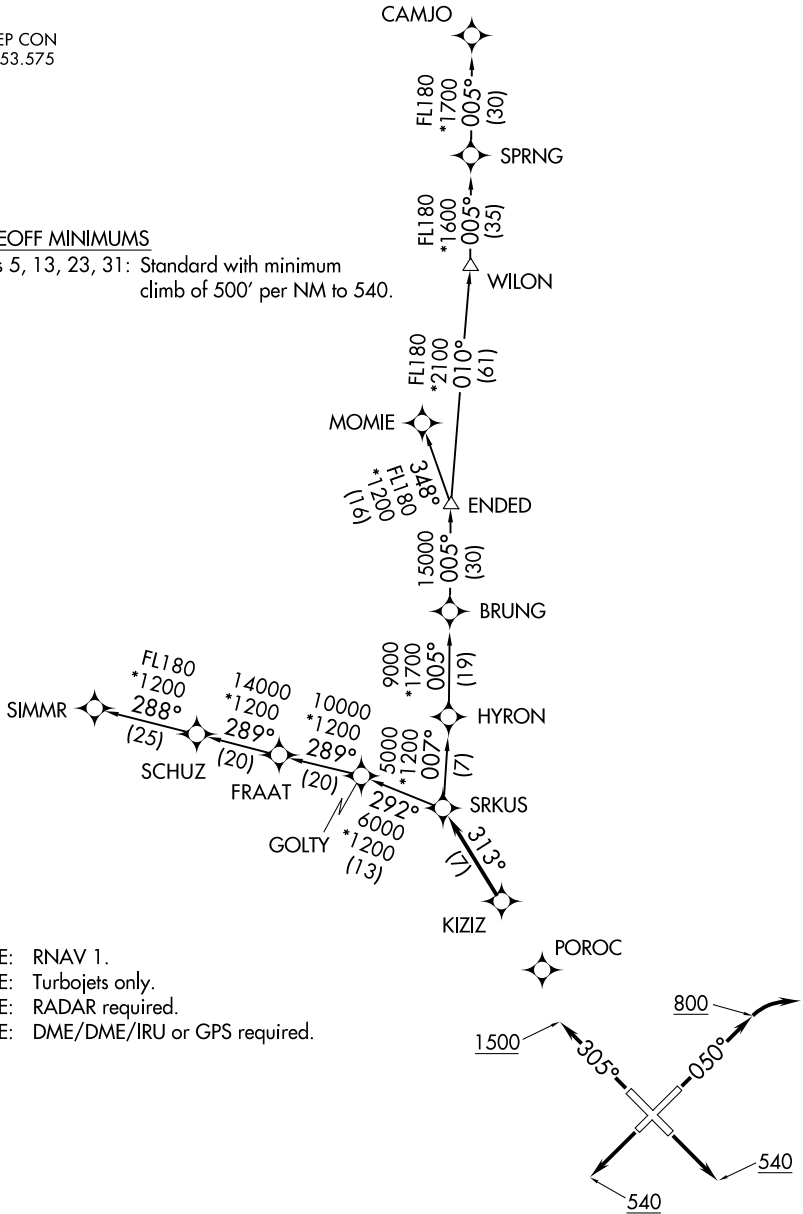 CAMJO
EP CON
53.575
FL180
*1700
005°
(30)
SPRNG
FL180
*1600
005°
(35)
EOFF MINIMUMS
s 5, 13, 23, 31: Standard with minimum
climb of 500' per NM to 540.
WILON
FL180
*2100
010°
(61)
MOMIE
348°
FL180
*1200
(16)
ENDED
15000
005°
(30)
BRUNG
9000
*1700
005°
(19)
HYRON
FL180
*1200
288°
(25)
14000
*1200
289°
(20)
10000
*1200
289°
(20)
5000
*1200
007°
(7)
SIMMR
SCHUZ
FRAAT
GOLTY
292°
6000
*1200
(13)
SRKUS
313°
(7)
KIZIZ
POROC
E: RNAV 1.
E: Turbojets only.
E: RADAR required.
E: DME/DME/IRU or GPS required.
800
1500
305°
050°
540
540